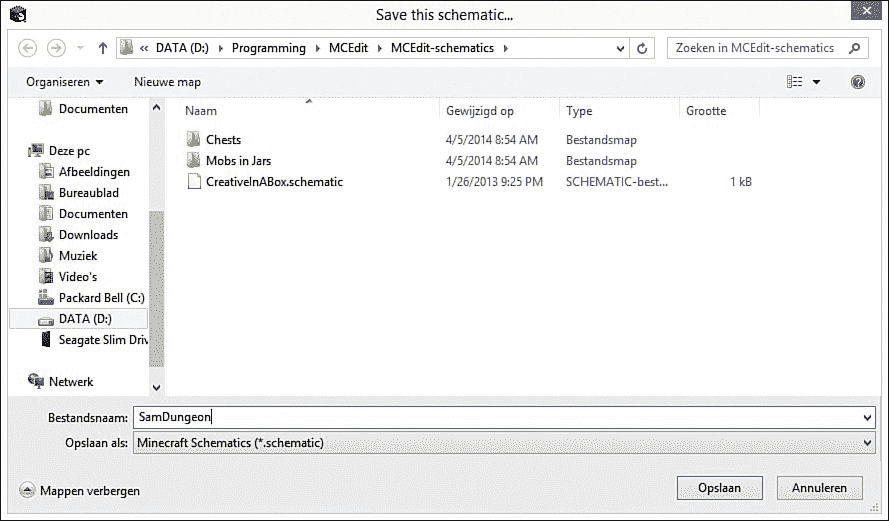 Save this schematic...
« DATA (D:) Programming MCEdit MCEdit-schematics
Zoeken in MCEdit-schematics
Organiseren Nieuwe map
Documenten
Deze pc
Afbeeldingen
Bureaublad
Documenten
Downloads
Muziek
Video's
Packard Bell (C:)
DATA (D:)
Seagate Slim Driv
Netwerk
Naam Gewijzigd op Type Grootte
Chests 4/5/2014 8:54 AM Bestandsmap
Mobs in Jars 4/5/2014 8:54 AM Bestandsmap
CreativeInABox.schematic 1/26/2013 9:25 PM SCHEMATIC-best... 1 kB
Bestandsnaam: SamDungeon
Opslaan als: Minecraft Schematics (*.schematic)
Mappen verbergen
Opslaan Annuleren